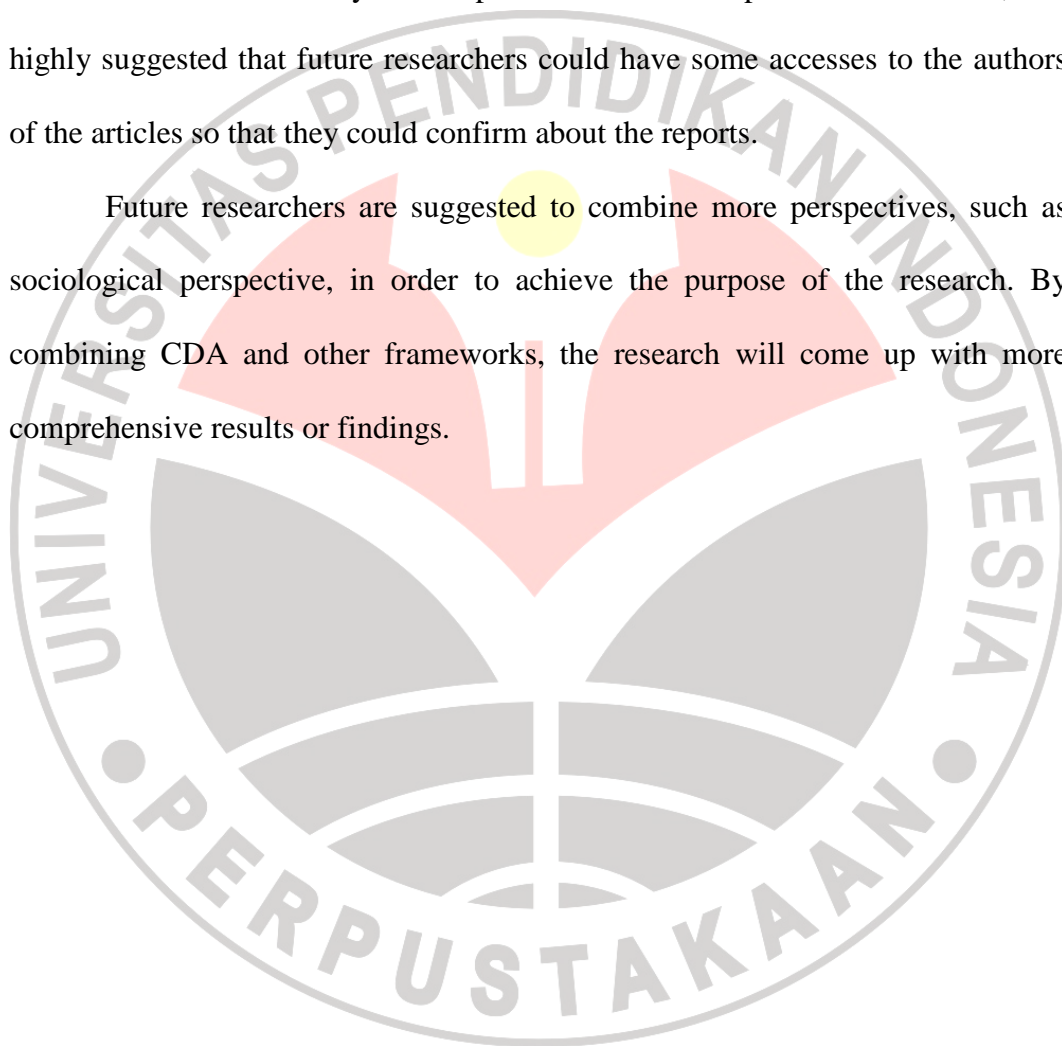 highly suggested that future researchers could have some accesses to the authors
of the articles so that they could confirm about the reports.
Future researchers are suggested to combine more perspectives, such as
sociological perspective, in order to achieve the purpose of the research. By
combining CDA and other frameworks, the research will come up with more
comprehensive results or findings.
UNIVERSITAS PENDIDIKAN INDONESIA
PERPUSTAKAAN